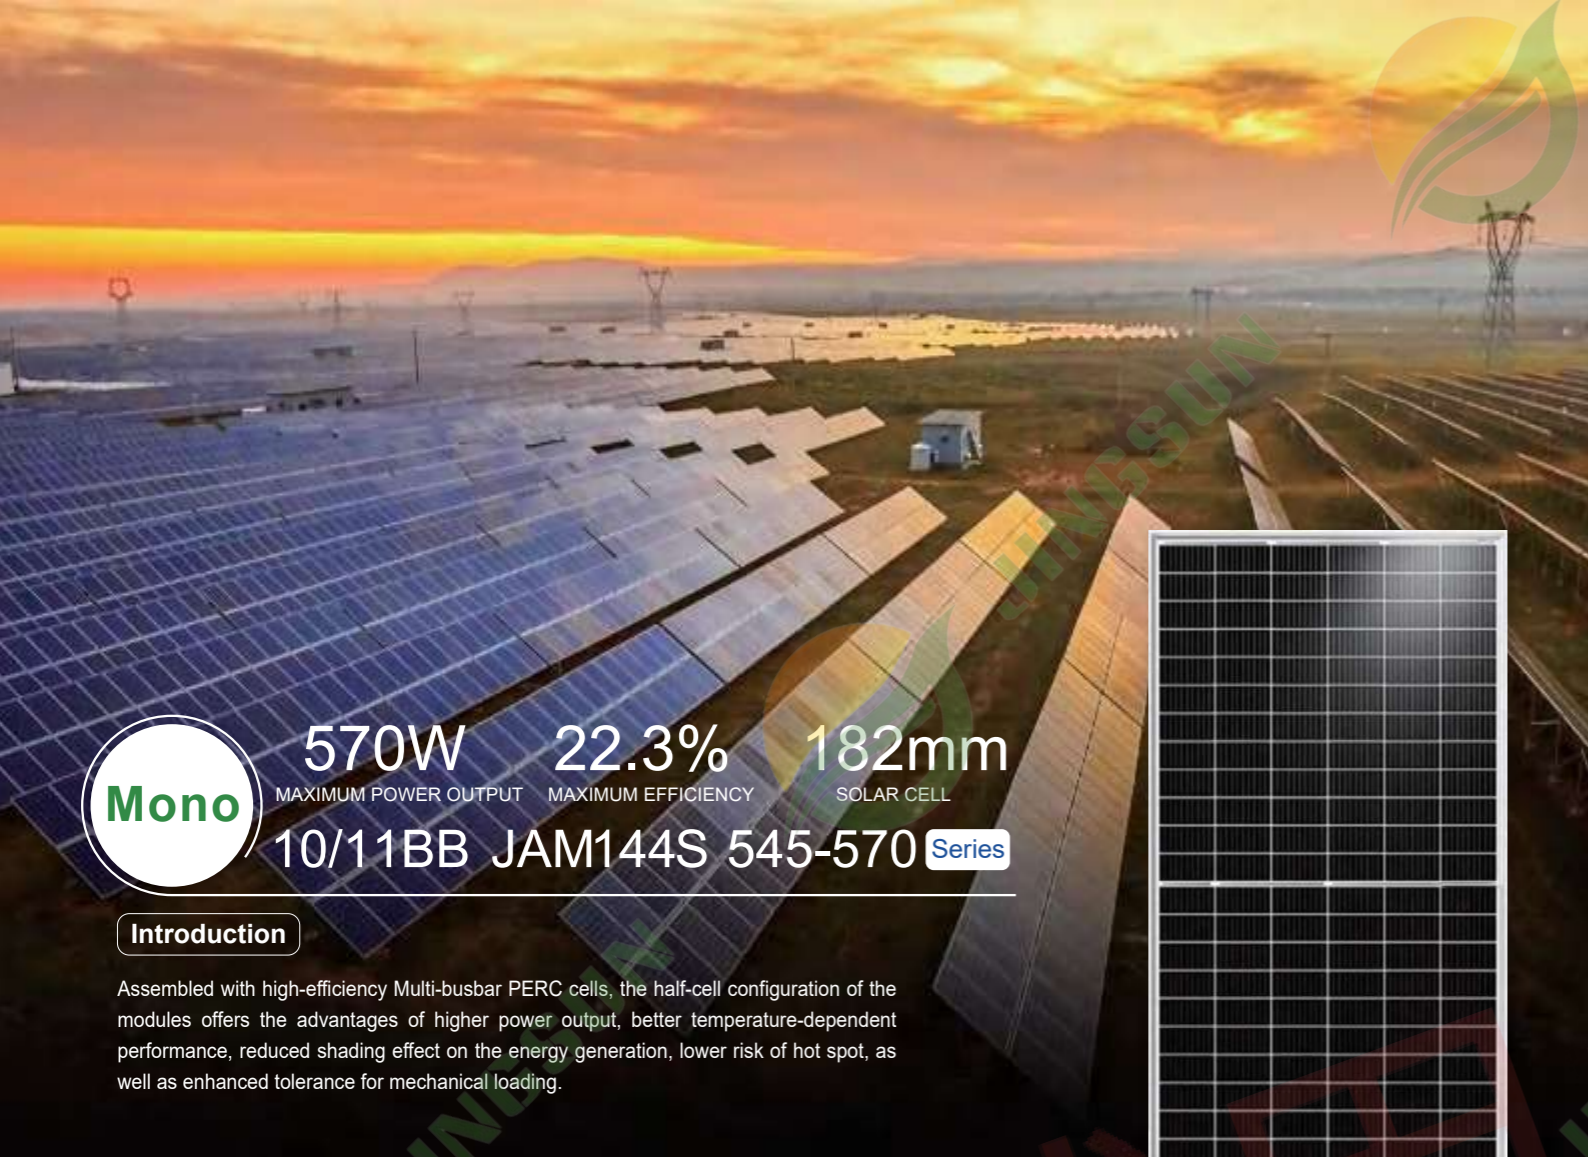 JINGSUN
570W 22.3% 182mm
MAXIMUM POWER OUTPUT MAXIMUM EFFICIENCY SOLAR CELL
Mono
10/11BB JAM144S 545-570 Series
Introduction
Assembled with high-efficiency Multi-busbar PERC cells, the half-cell configuration of the
modules offers the advantages of higher power output, better temperature-dependent
performance, reduced shading effect on the energy generation, lower risk of hot spot, as
well as enhanced tolerance for mechanical loading.
JINGSUN